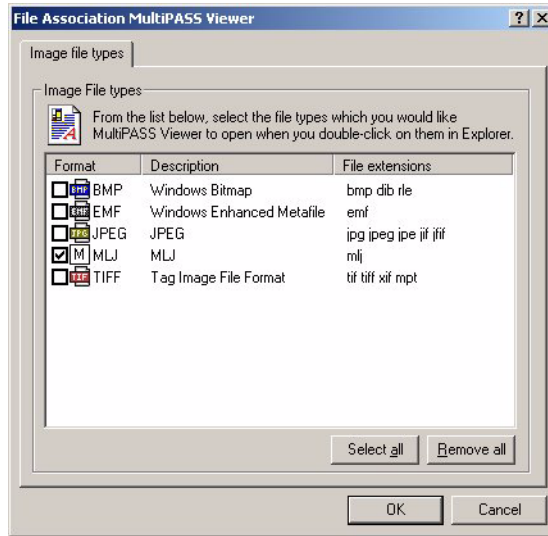 File Association MultiPASS Viewer
Image file types
Image File types
From the list below, select the file types which you would like
MultiPASS Viewer to open when you double-click on them in Explorer.
Format Description File extensions
BMP BMP Windows Bitmap bmp dib rle
EMF EMF Windows Enhanced Metafile emf
JPG JPEG JPEG jpg jpeg jpe jif jfif
M MLJ MLJ mlj
TIF TIFF Tag Image File Format tif tiff xif mpt
Select all Remove all
OK Cancel